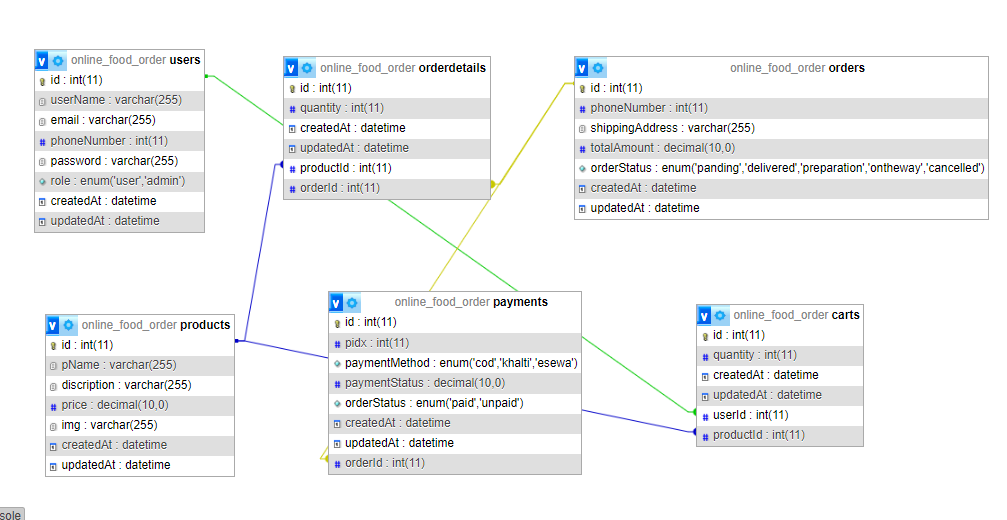 online_food_order users
id : int(11)
userName : varchar(255)
email : varchar(255)
phoneNumber : int(11)
password : varchar(255)
role : enum('user','admin')
createdAt : datetime
updatedAt : datetime
online_food_order orderdetails
id : int(11)
quantity : int(11)
createdAt : datetime
updatedAt : datetime
productId : int(11)
orderId : int(11)
online_food_order orders
id : int(11)
phoneNumber : int(11)
shippingAddress : varchar(255)
totalAmount : decimal(10,0)
orderStatus : enum('panding','delivered','preparation','ontheway','cancelled')
createdAt : datetime
updatedAt : datetime
online_food_order products
id : int(11)
pName : varchar(255)
discription : varchar(255)
price : decimal(10,0)
img : varchar(255)
createdAt : datetime
updatedAt : datetime
online_food_order payments
id : int(11)
pidx : int(11)
paymentMethod : enum('cod','khalti','esewa')
paymentStatus : decimal(10,0)
orderStatus : enum('paid','unpaid')
createdAt : datetime
updatedAt : datetime
orderId : int(11)
online_food_order carts
id : int(11)
quantity : int(11)
createdAt : datetime
updatedAt : datetime
userId : int(11)
productId : int(11)
sole